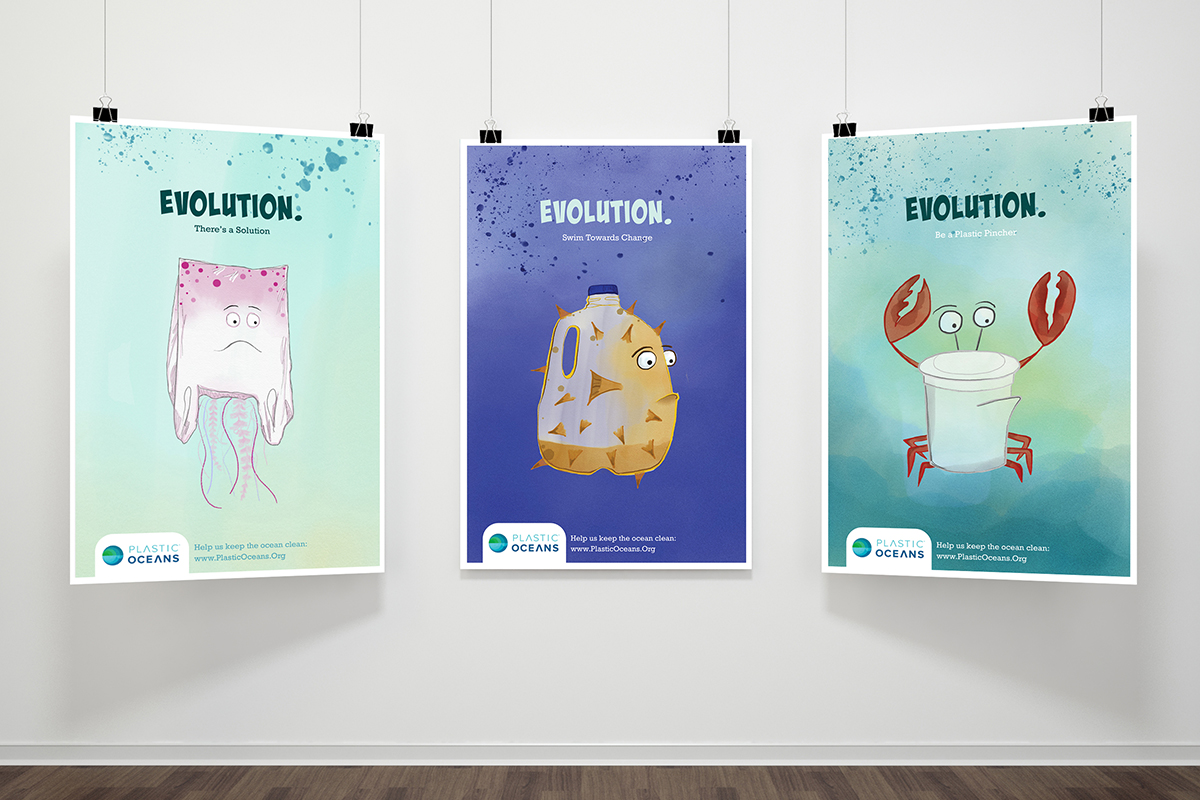 EVOLUTION.
There's a Solution
PLASTIC
OCEANS
Help us keep the ocean clean:
www.PlasticOceans.Org
EVOLUTION.
Swim Towards Change
PLASTIC
OCEANS
Help us keep the ocean clean:
www.PlasticOceans.Org
EVOLUTION.
Be a Plastic Pincher
PLASTIC
OCEANS
Help us keep the ocean clean:
www.PlasticOceans.Org